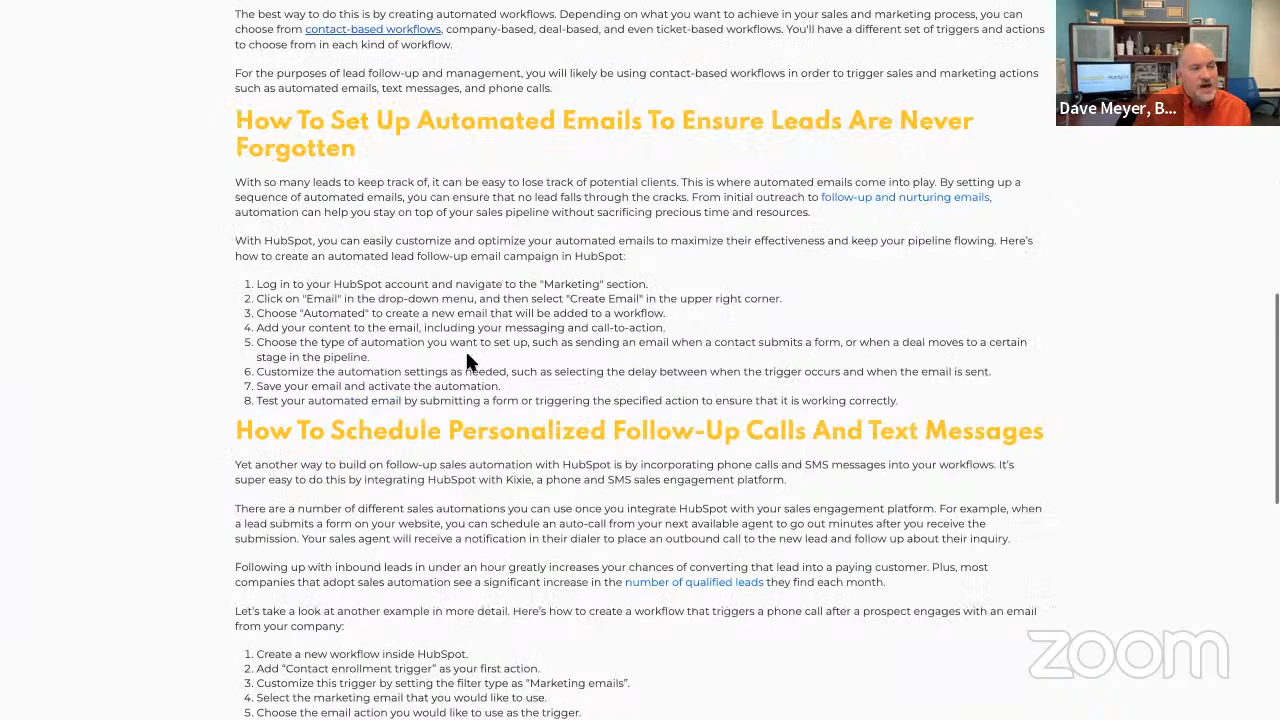 The best way to do this is by creating automated workflows. Depending on what you want to achieve in your sales and marketing process, you can
choose from contact-based workflows, company-based, deal-based, and even ticket-based workflows. You'll have a different set of triggers and actions
to choose from in each kind of workflow.
For the purposes of lead follow-up and management, you will likely be using contact-based workflows in order to trigger sales and marketing actions
such as automated emails, text messages, and phone calls.
Dave Meyer, B...
How To Set Up Automated Emails To Ensure Leads Are Never
Forgotten
With so many leads to keep track of, it can be easy to lose track of potential clients. This is where automated emails come into play. By setting up a
sequence of automated emails, you can ensure that no lead falls through the cracks. From initial outreach to follow-up and nurturing emails,
automation can help you stay on top of your sales pipeline without sacrificing precious time and resources.
With HubSpot, you can easily customize and optimize your automated emails to maximize their effectiveness and keep your pipeline flowing. Here's
how to create an automated lead follow-up email campaign in HubSpot:
1. Log in to your HubSpot account and navigate to the "Marketing" section.
2. Click on "Email" in the drop-down menu, and then select "Create Email" in the upper right corner.
3. Choose "Automated" to create a new email that will be added to a workflow.
4. Add your content to the email, including your messaging and call-to-action.
5. Choose the type of automation you want to set up, such as sending an email when a contact submits a form, or when a deal moves to a certain
stage in the pipeline.
6. Customize the automation settings as needed, such as selecting the delay between when the trigger occurs and when the email is sent.
7. Save your email and activate the automation.
8. Test your automated email by submitting a form or triggering the specified action to ensure that it is working correctly.
How To Schedule Personalized Follow-Up Calls And Text Messages
Yet another way to build on follow-up sales automation with HubSpot is by incorporating phone calls and SMS messages into your workflows. It's
super easy to do this by integrating HubSpot with Kixie, a phone and SMS sales engagement platform.
There are a number of different sales automations you can use once you integrate HubSpot with your sales engagement platform. For example, when
a lead submits a form on your website, you can schedule an auto-call from your next available agent to go out minutes after you receive the
submission. Your sales agent will receive a notification in their dialer to place an outbound call to the new lead and follow up about their inquiry.
Following up with inbound leads in under an hour greatly increases your chances of converting that lead into a paying customer. Plus, most
companies that adopt sales automation see a significant increase in the number of qualified leads they find each month.
Let's take a look at another example in more detail. Here's how to create a workflow that triggers a phone call after a prospect engages with an email
from your company:
1. Create a new workflow inside HubSpot.
2. Add “Contact enrollment trigger” as your first action.
3. Customize this trigger by setting the filter type as “Marketing emails”.
4. Select the marketing email that you would like to use.
5. Choose the email action you would like to use as the trigger.
zoom